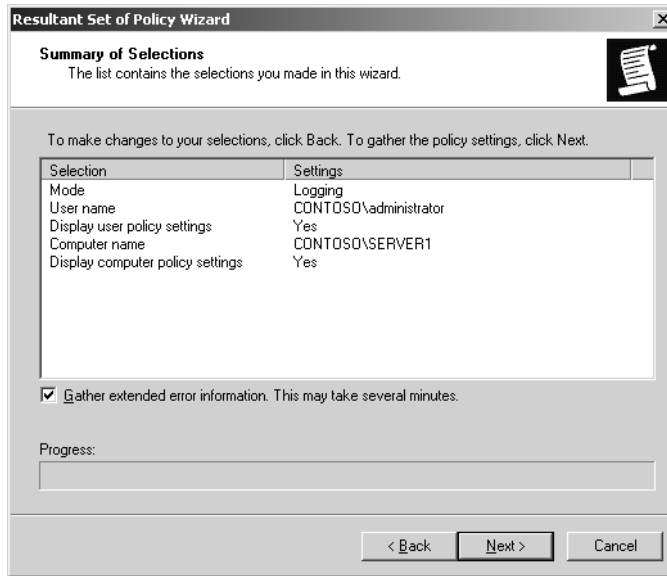 Resultant Set of Policy Wizard
Summary of Selections
The list contains the selections you made in this wizard.
To make changes to your selections, click Back. To gather the policy settings, click Next.
Selection Settings
Mode Logging
User name CONTOSO\administrator
Display user policy settings Yes
Computer name CONTOSO\SERVER1
Display computer policy settings Yes
Gather extended error information. This may take several minutes.
Progress:
< Back Next > Cancel